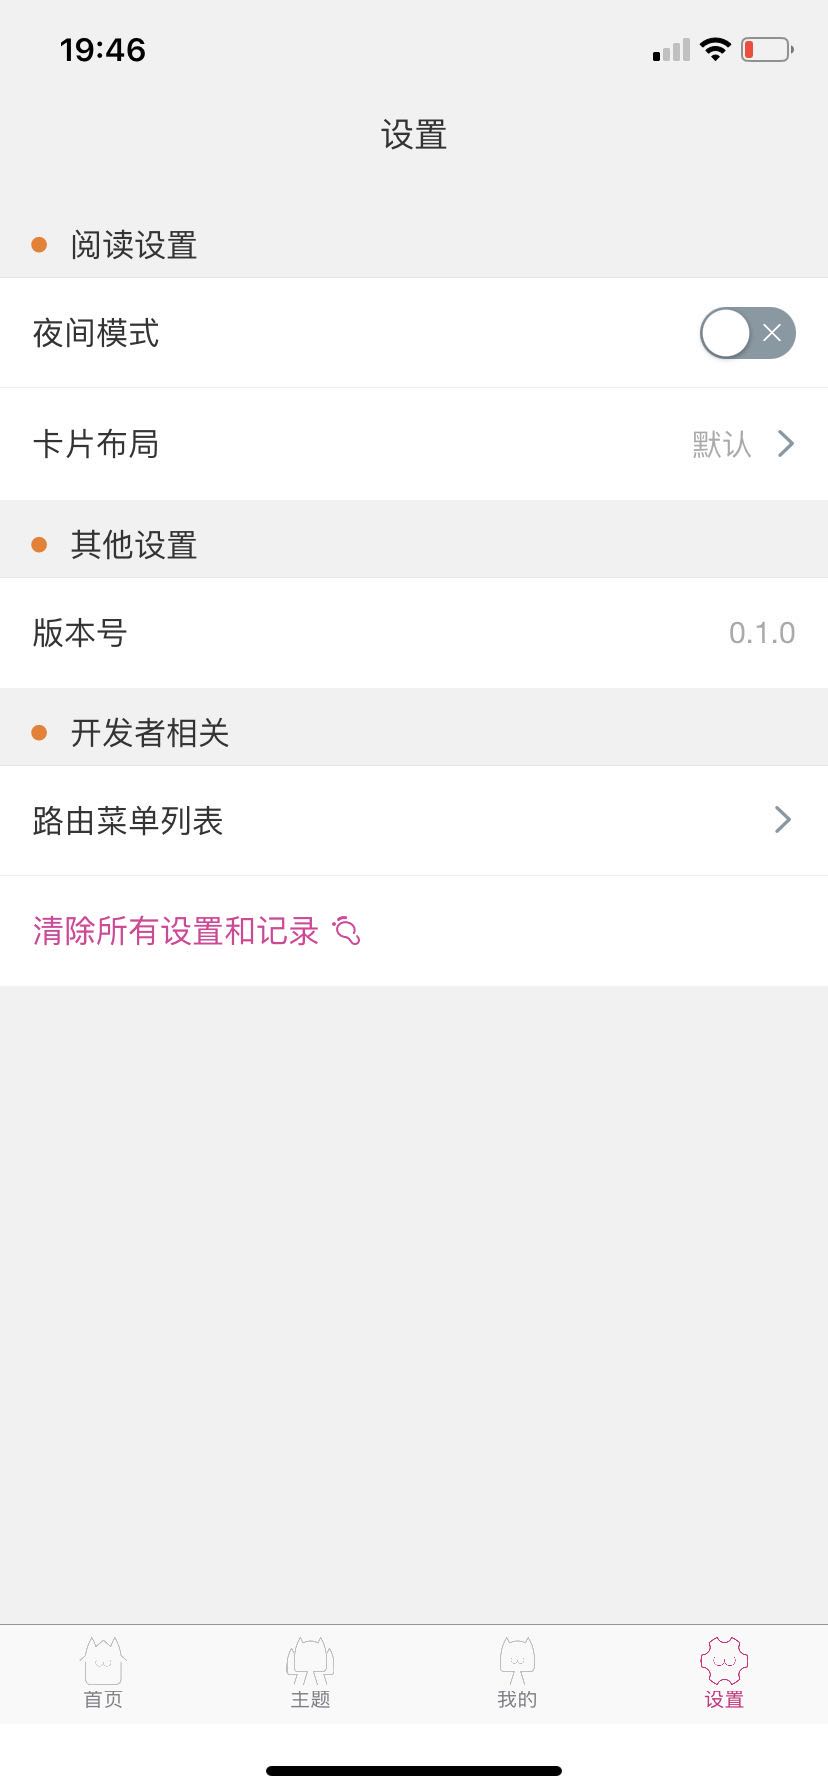 19:46
设置
阅读设置
夜间模式
卡片布局 默认
其他设置
版本号 0.1.0
开发者相关
路由菜单列表
清除所有设置和记录
首页 主题 我的 设置